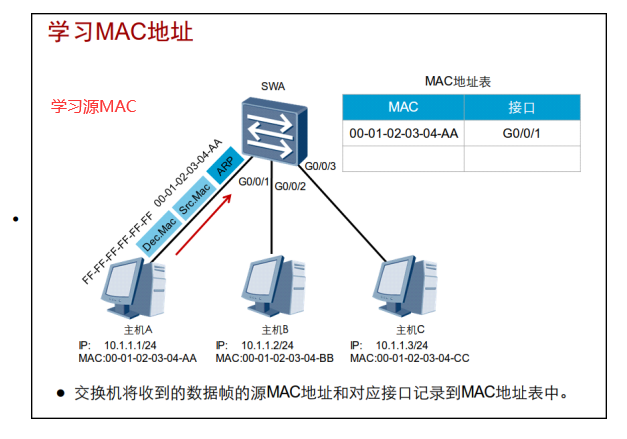 学习MAC地址
学习源MAC
SWA
MAC地址表
MAC 接口
00-01-02-03-04-AA G0/0/1
FF-FF-FF-FF-FF-FF 00-01-02-03-04-AA
Dec.Mac Src.Mac ARP
G0/0/1 G0/0/2 G0/0/3
主机A 主机B 主机C
IP: 10.1.1.1/24 IP: 10.1.1.2/24 IP: 10.1.1.3/24
MAC:00-01-02-03-04-AA MAC:00-01-02-03-04-BB MAC:00-01-02-03-04-CC
● 交换机将收到的数据帧的源MAC地址和对应接口记录到MAC地址表中。